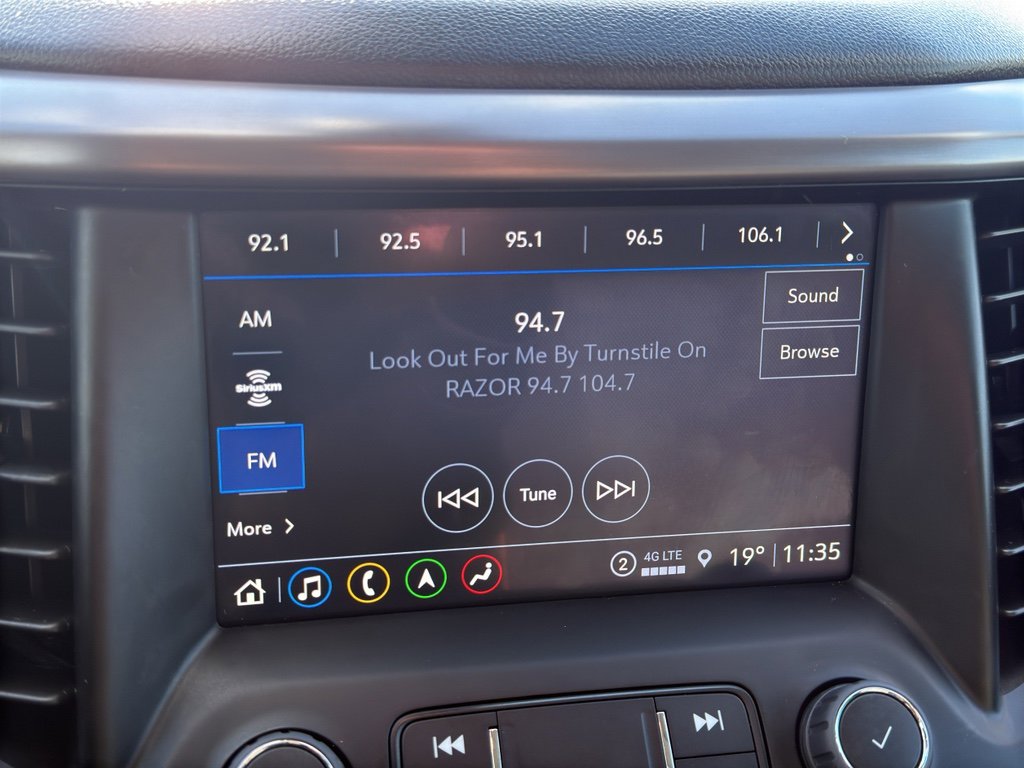 92.1 92.5 95.1 96.5 106.1
Sound
AM
94.7
Look Out For Me By Turnstile On
Browse
SiriusXM
RAZOR 94.7 104.7
FM
Tune
More
2 4G LTE 19° 11:35